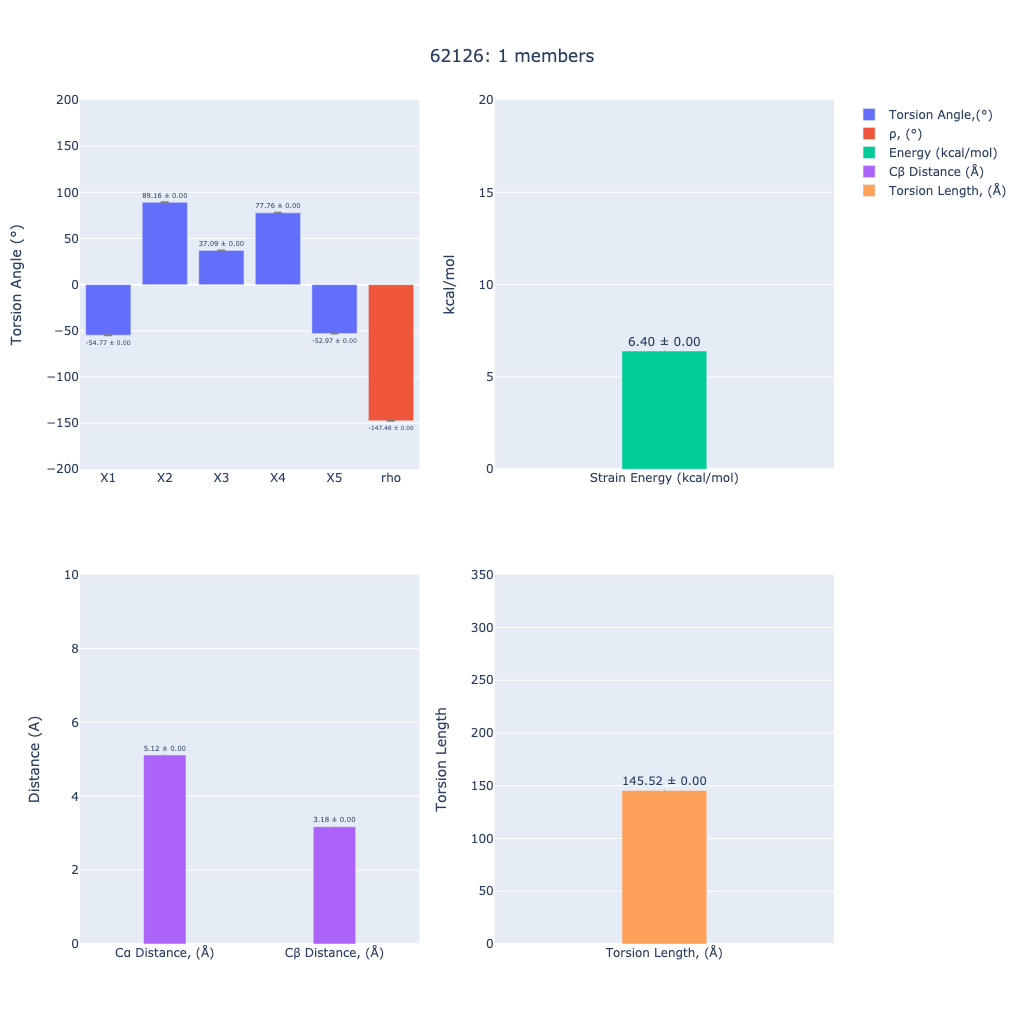 62126: 1 members
200
150
100
50
0
−50
−100
−150
−200
Torsion Angle (°)
-54.77 ± 0.00
89.16 ± 0.00
37.09 ± 0.00
77.76 ± 0.00
-52.97 ± 0.00
-147.46 ± 0.00
X1 X2 X3 X4 X5 rho
20
15
10
5
0
kcal/mol
6.40 ± 0.00
Strain Energy (kcal/mol)
Torsion Angle,(°)
ρ, (°)
Energy (kcal/mol)
Cβ Distance (Å)
Torsion Length, (Å)
10
8
6
4
2
0
Distance (A)
5.12 ± 0.00
3.18 ± 0.00
Cα Distance, (Å) Cβ Distance, (Å)
350
300
250
200
150
100
50
0
Torsion Length
145.52 ± 0.00
Torsion Length, (Å)